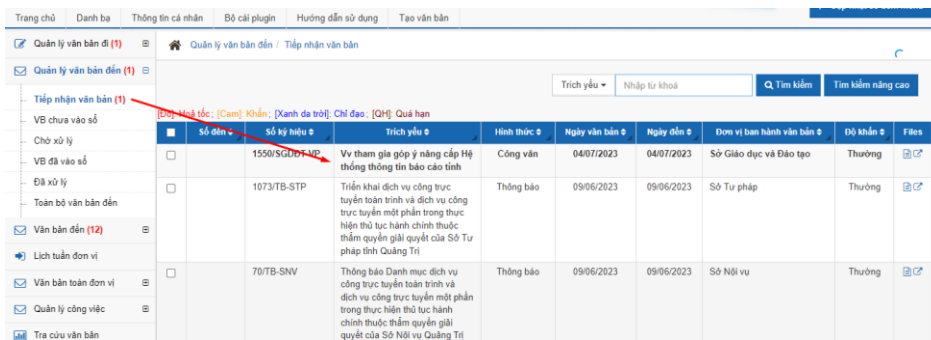 Trang chủ Danh bạ Thông tin cá nhân Bộ cài plugin Hướng dẫn sử dụng Tạo văn bản
Quản lý văn bản đi (1)
Quản lý văn bản đến / Tiếp nhận văn bản
Quản lý văn bản đến (1)
Tiếp nhận văn bản (1)
VB chưa vào sổ
Chờ xử lý
VB đã vào sổ
Đã xử lý
Toàn bộ văn bản đến
Văn bản đến (12)
Lịch tuần đơn vị
Văn bản toàn đơn vị
Quản lý công việc
Tra cứu văn bản
Trích yếu Nhập từ khoá Tìm kiếm Tìm kiếm nâng cao
[Đỏ]: Hoả tốc; [Cam]: Khẩn; [Xanh da trời]: Chỉ đạo; [QH]: Quá hạn
Số đến Số ký hiệu Trích yếu Hình thức Ngày văn bản Ngày đến Đơn vị ban hành văn bản Độ khẩn Files
1550/SGDĐT-VP Vv tham gia góp ý nâng cấp Hệ Công văn 04/07/2023 04/07/2023 Sở Giáo dục và Đào tạo Thường
thống thông tin báo cáo tỉnh
1073/TB-STP Triển khai dịch vụ công trực Thông báo 09/06/2023 09/06/2023 Sở Tư pháp Thường
tuyến toàn trình và dịch vụ công
trực tuyến một phần trong thực
hiện thủ tục hành chính thuộc
thẩm quyền giải quyết của Sở Tư
pháp tỉnh Quảng Trị
70/TB-SNV Thông báo Danh mục dịch vụ Thông báo 09/06/2023 09/06/2023 Sở Nội vụ Thường
công trực tuyến toàn trình và
dịch vụ công trực tuyến một phần
trong thực hiện thủ tục hành
chính thuộc thẩm quyền giải
quyết của Sở Nội vụ Quảng Trị